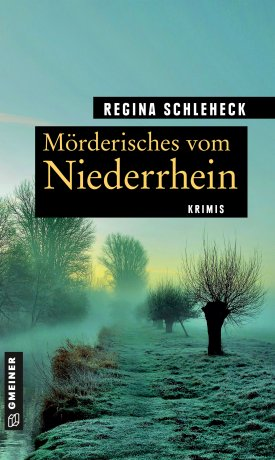 REGINA SCHLEHECK
Mörderisches vom
Niederrhein
KRIMIS
GMEINER